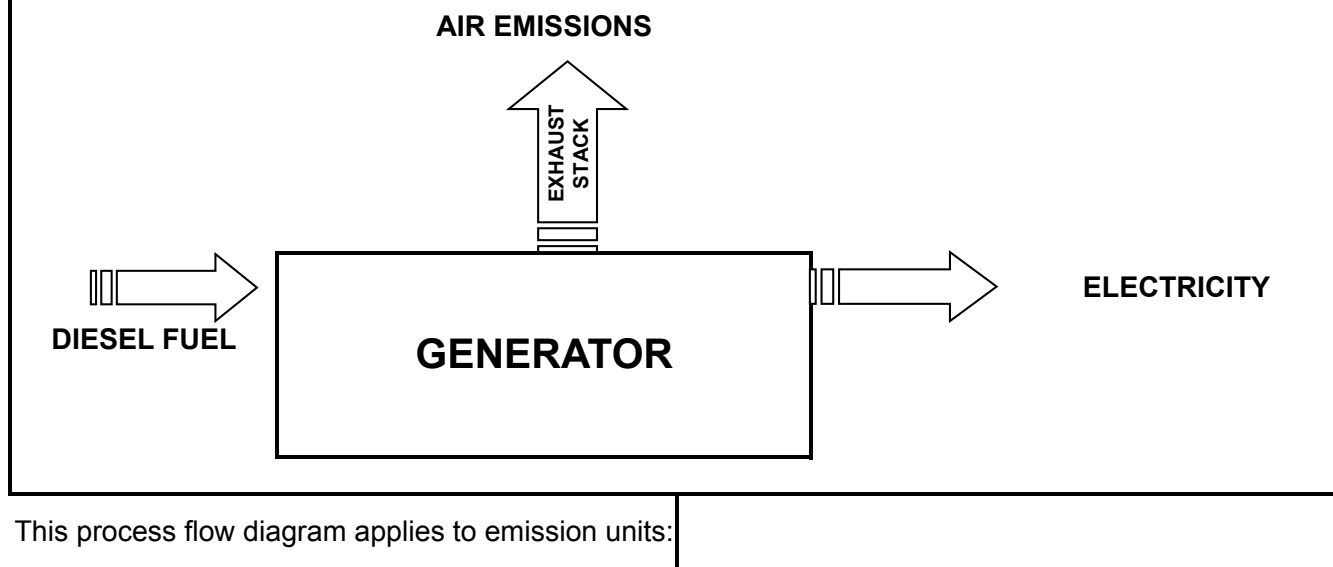 AIR EMISSIONS
EXHAUST
STACK
DIESEL FUEL
GENERATOR
ELECTRICITY
This process flow diagram applies to emission units: